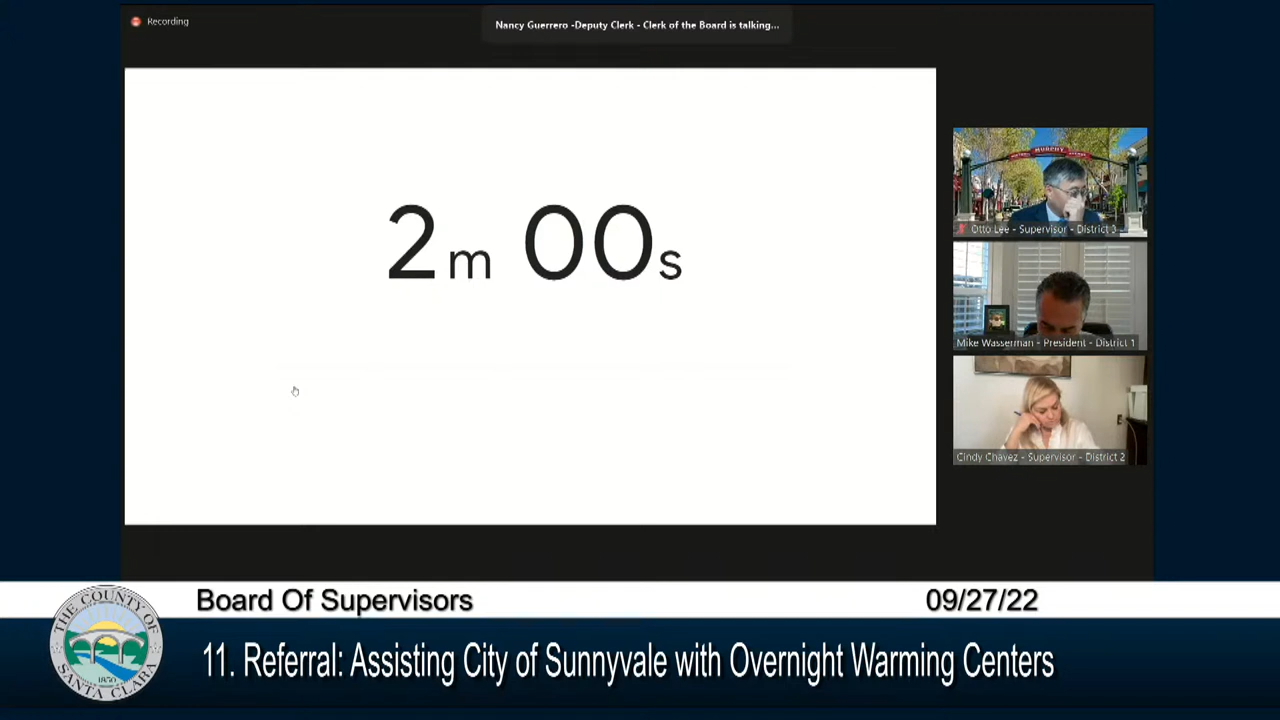 Recording
Nancy Guerrero -Deputy Clerk - Clerk of the Board is talking...
2m 00s
MURPHY
Otto Lee - Supervisor - District 3
Mike Wasserman - President - District 1
Cindy Chavez - Supervisor - District 2
Board Of Supervisors
09/27/22
THE COUNTY OF
SANTA CLARA
1850
11. Referral: Assisting City of Sunnyvale with Overnight Warming Centers